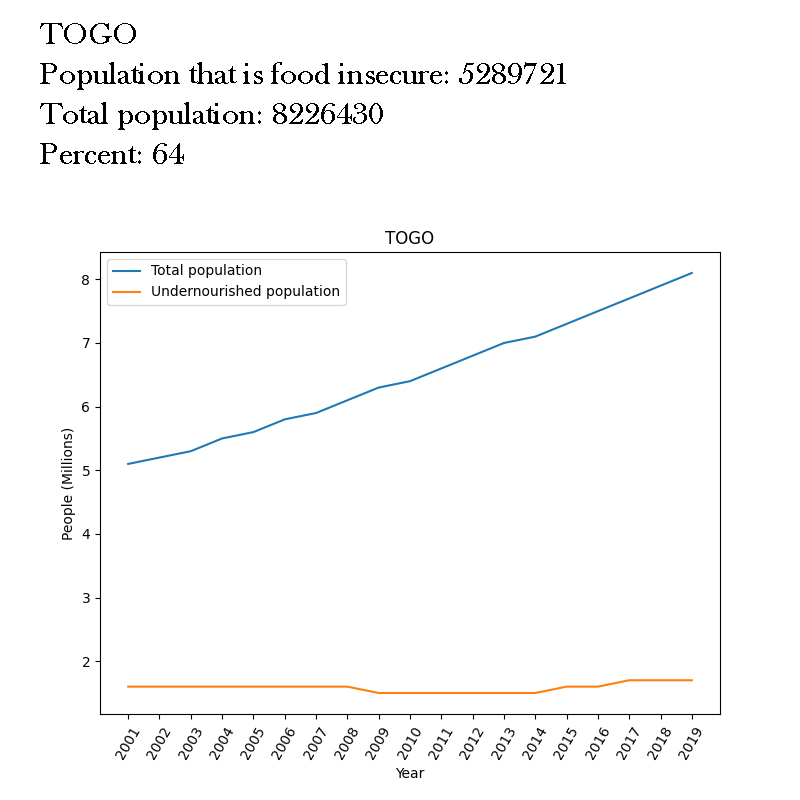 TOGO
Population that is food insecure: 5289721
Total population: 8226430
Percent: 64
TOGO
Total population
Undernourished population
8
7
6
5
4
3
2
People (Millions)
2001 2002 2003 2004 2005 2006 2007 2008 2009 2010 2011 2012 2013 2014 2015 2016 2017 2018 2019
Year